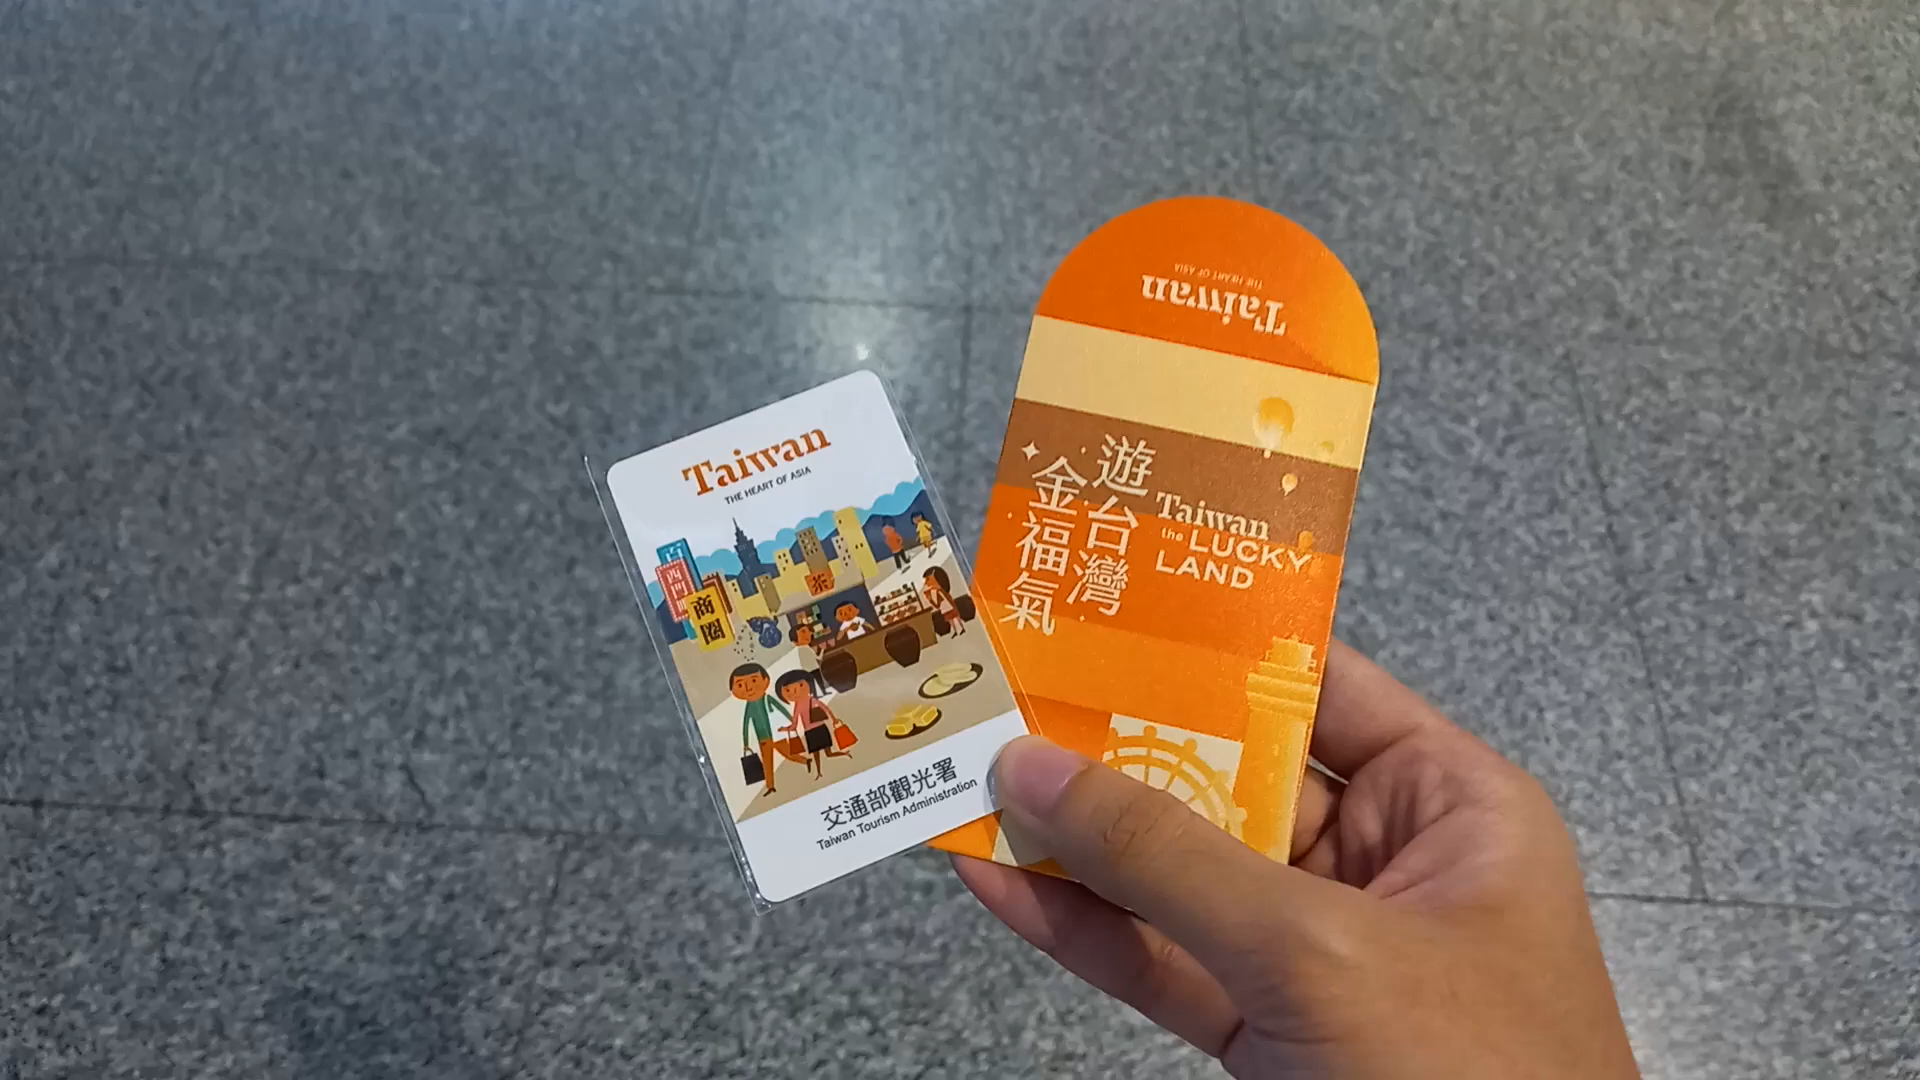 Taiwan
THE HEART OF ASIA
百
西門町
商圈
茶
交通部觀光署
Taiwan Tourism Administration
Taiwan
THE HEART OF ASIA
遊台灣
金福氣
Taiwan
the LUCKY
LAND